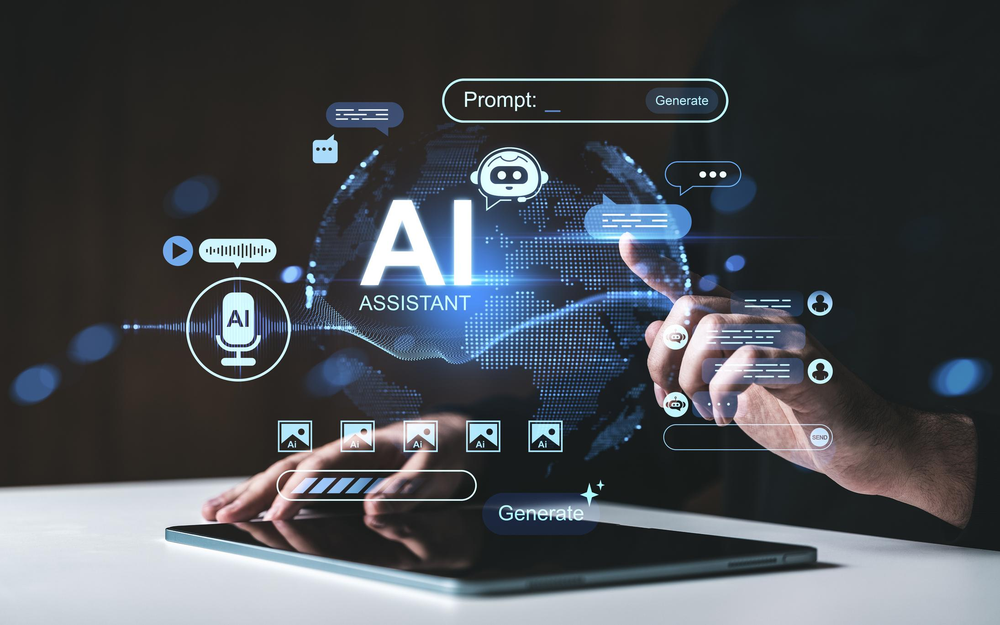 Prompt: _
Generate
AI
ASSISTANT
AI
Ai
Ai
Ai
Ai
Ai
SEND
Generate